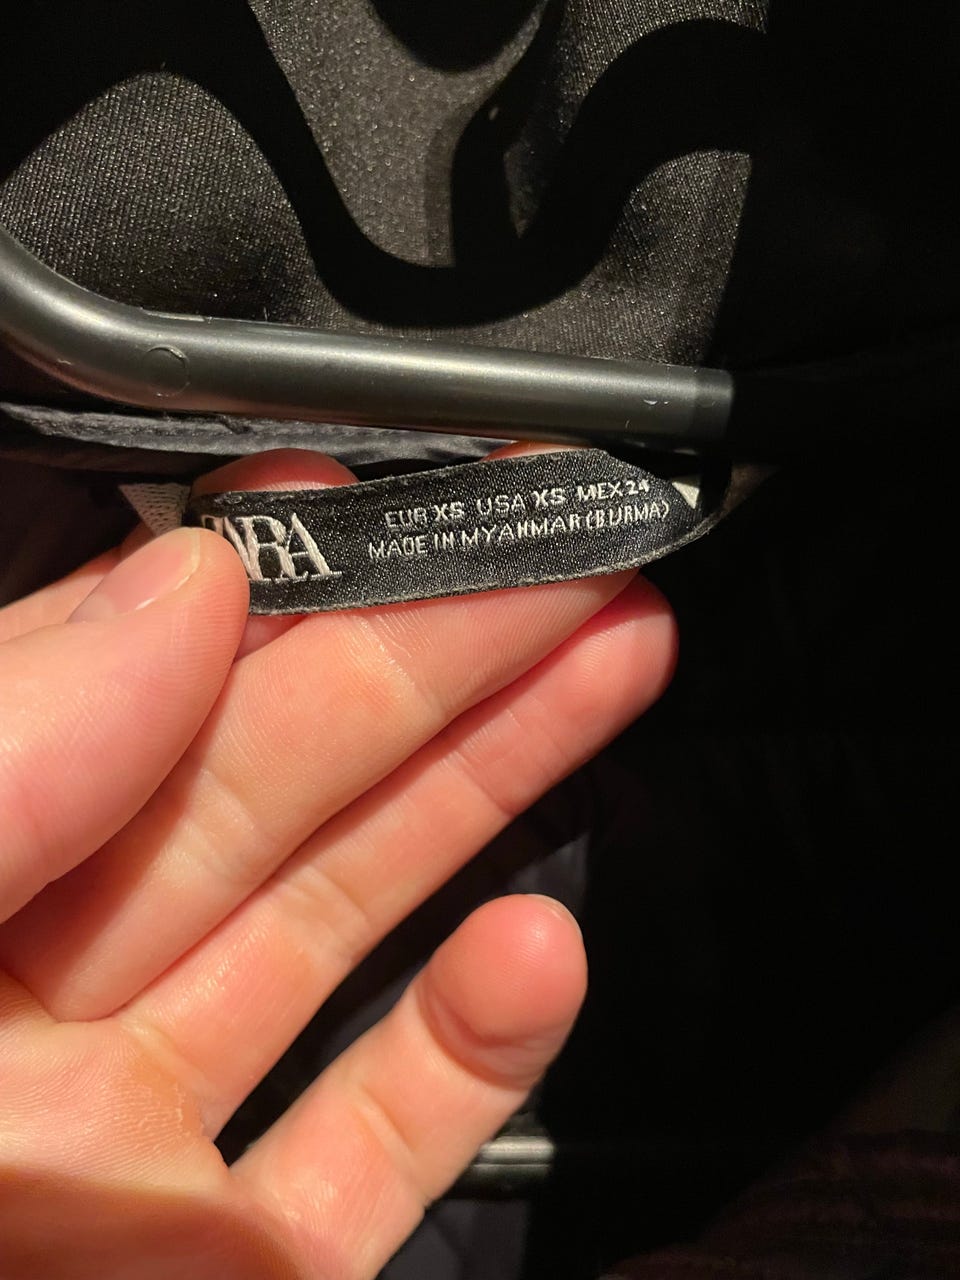 ZARA
EUR XS USA XS MEX 24
MADE IN MYANMAR (BURMA)